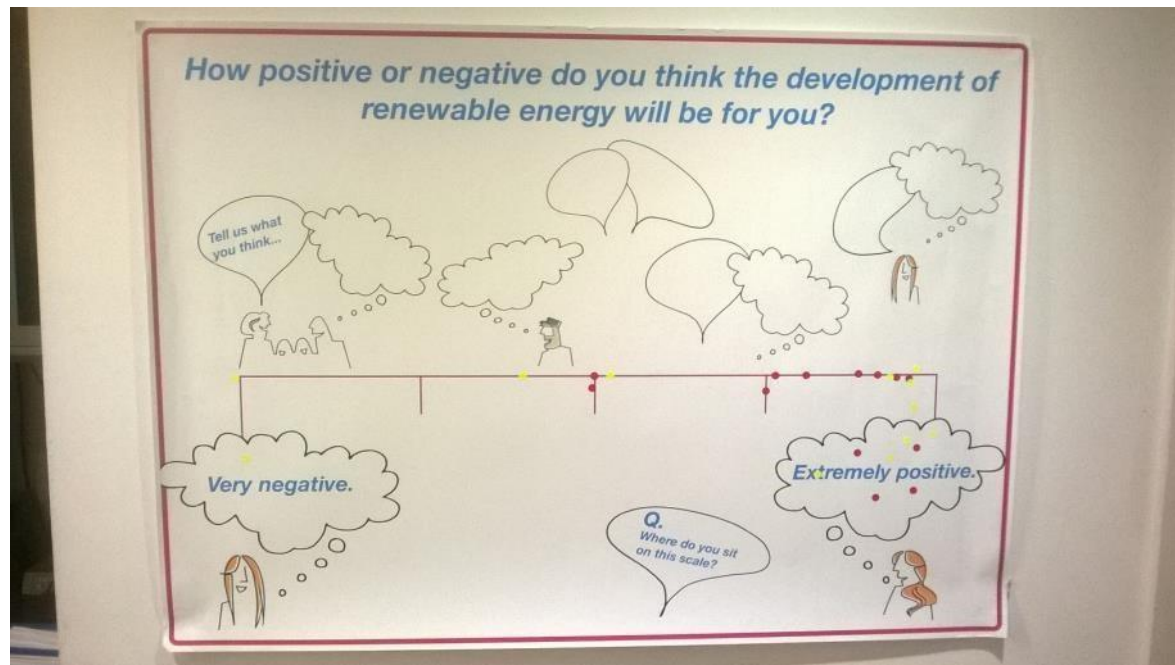 How positive or negative do you think the development of
renewable energy will be for you?
Tell us what
you think...
Very negative.
Extremely positive.
Q.
Where do you sit
on this scale?